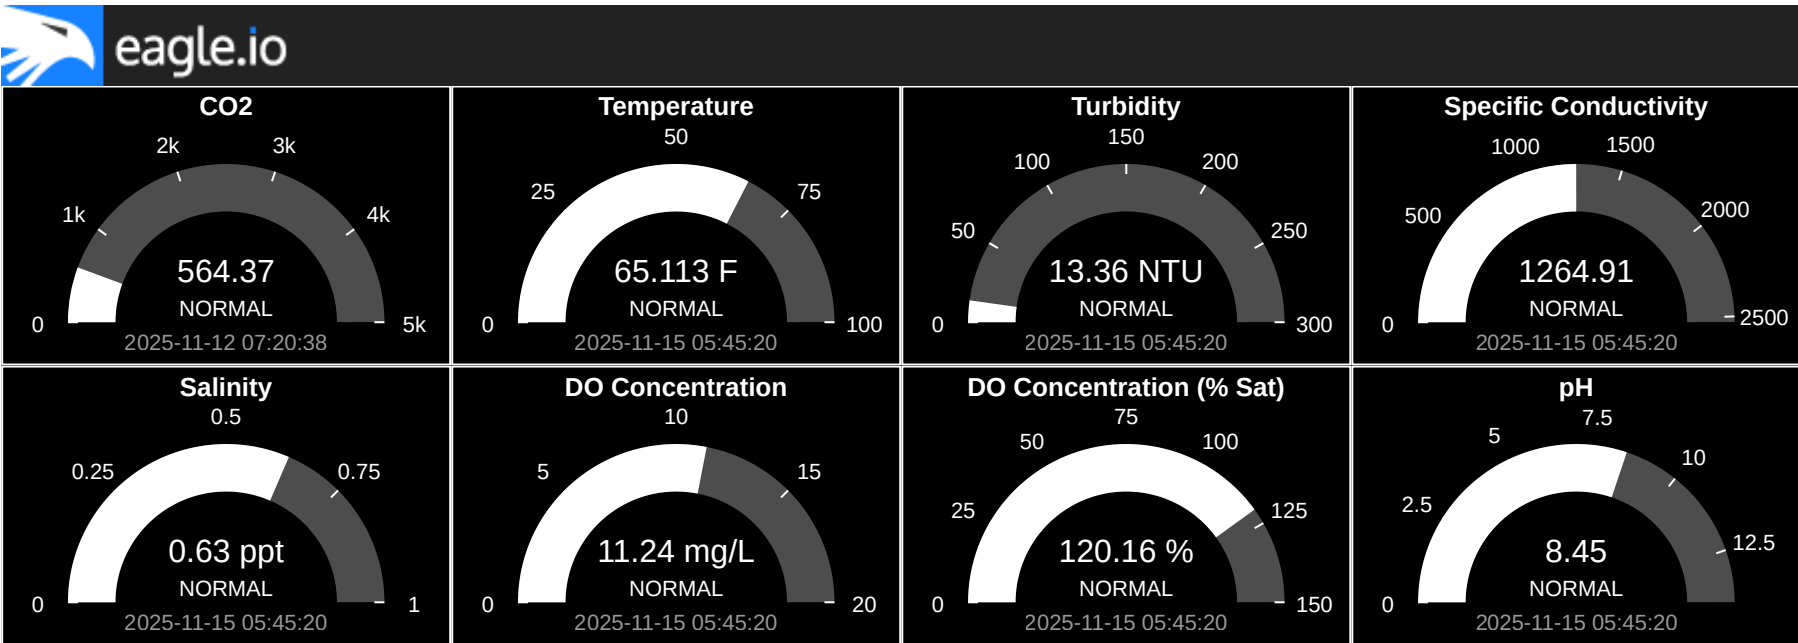 eagle.io
CO2
2k
3k
1k
4k
564.37
NORMAL
0
5k
2025-11-12 07:20:38
Temperature
50
25
75
65.113 F
NORMAL
0
100
2025-11-15 05:45:20
Turbidity
150
100
200
50
250
13.36 NTU
NORMAL
0
300
2025-11-15 05:45:20
Specific Conductivity
1000
1500
500
2000
1264.91
NORMAL
0
2500
2025-11-15 05:45:20
Salinity
0.5
0.25
0.75
0.63 ppt
NORMAL
0
1
2025-11-15 05:45:20
DO Concentration
10
5
15
11.24 mg/L
NORMAL
0
20
2025-11-15 05:45:20
DO Concentration (% Sat)
75
50
100
25
125
120.16 %
NORMAL
0
150
2025-11-15 05:45:20
pH
7.5
5
10
2.5
12.5
8.45
NORMAL
0
2025-11-15 05:45:20